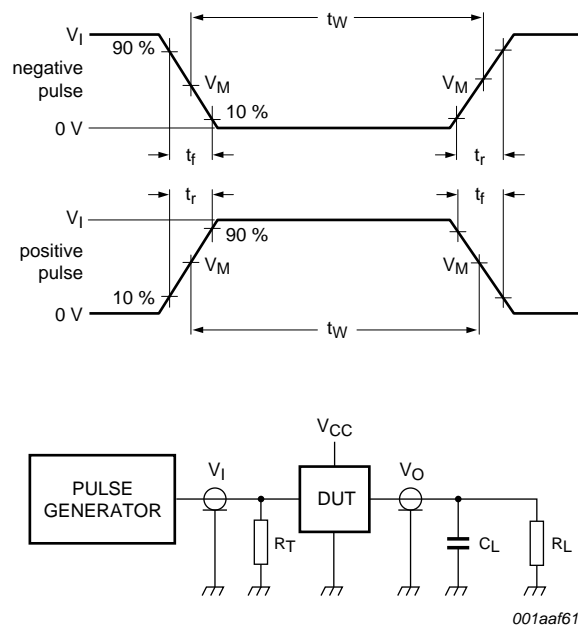 V_I
t_W
90 %
negative
pulse
V_M
V_M
10 %
0 V
t_f
t_r
t_r
t_f
V_I
90 %
positive
pulse
V_M
V_M
10 %
0 V
t_W
V_CC
V_I
V_O
PULSE
GENERATOR
DUT
R_T
C_L
R_L
001aaf61